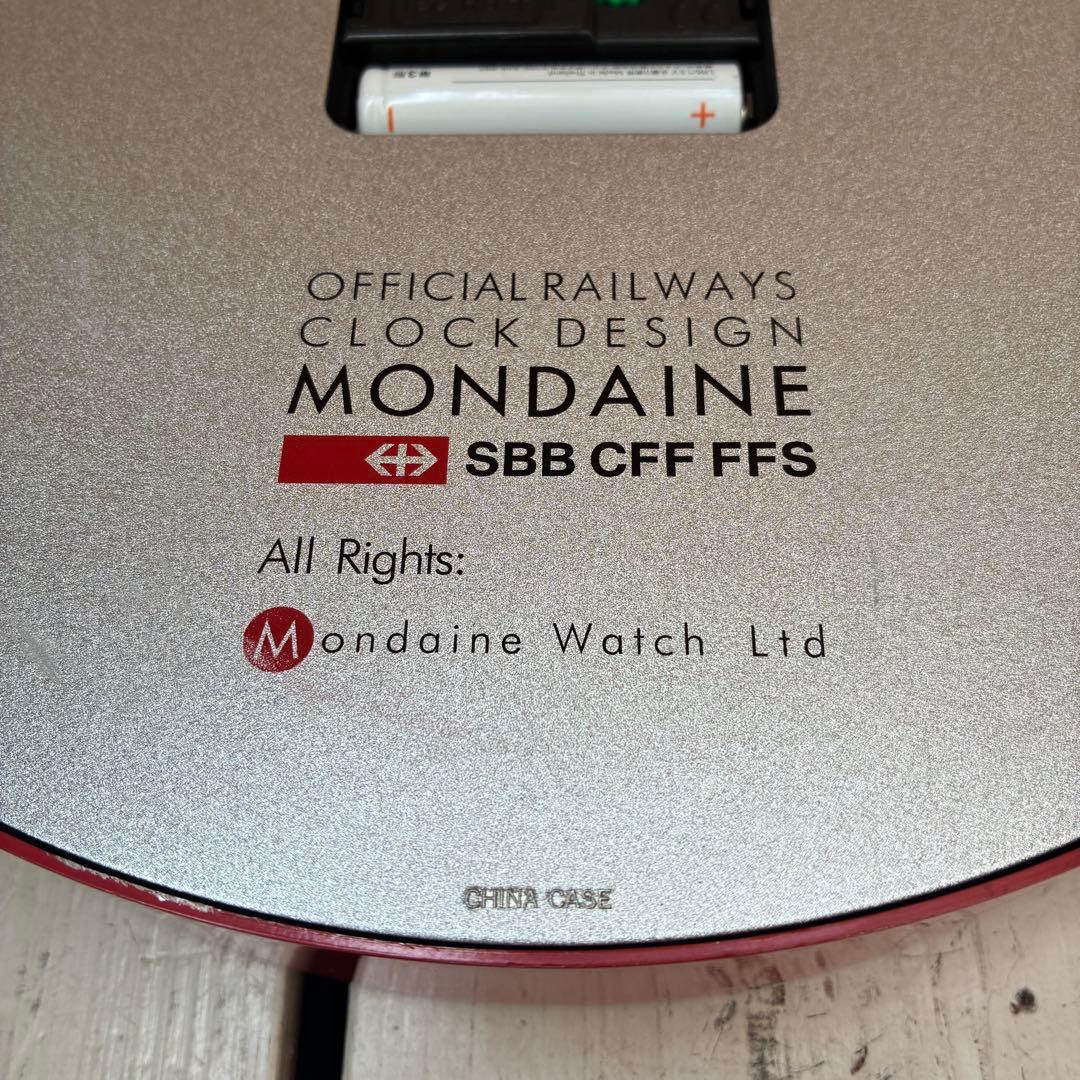 − +
OFFICIAL RAILWAYS
CLOCK DESIGN
MONDAINE
SBB CFF FFS
All Rights:
Mondaine Watch Ltd
CHINA CASE